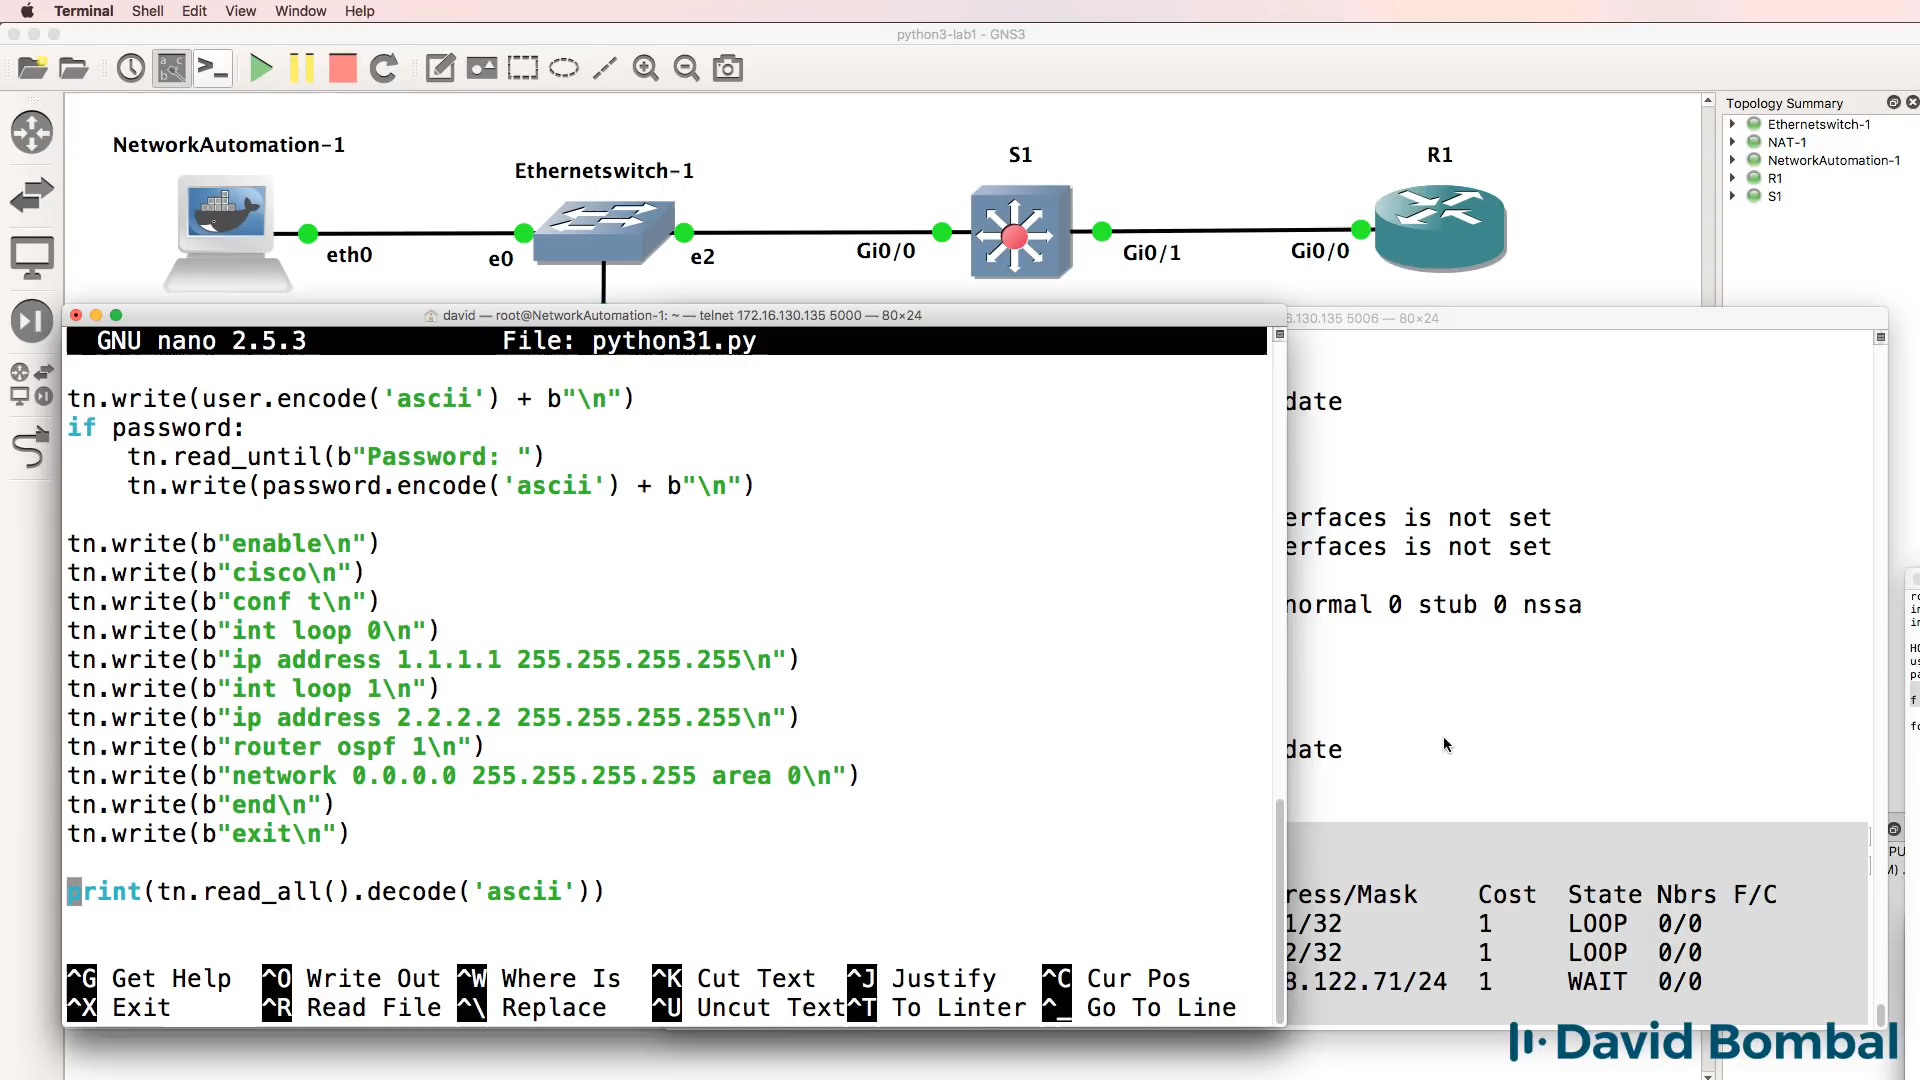 Terminal Shell Edit View Window Help
python3-lab1 - GNS3
Topology Summary
Ethernetswitch-1
NAT-1
NetworkAutomation-1
R1
S1
NetworkAutomation-1
Ethernetswitch-1
S1
R1
eth0
e0
e2
Gi0/0
Gi0/1
Gi0/0
david — root@NetworkAutomation-1: ~ — telnet 172.16.130.135 5000 — 80×24
GNU nano 2.5.3 File: python31.py
tn.write(user.encode('ascii') + b"\n")
if password:
    tn.read_until(b"Password: ")
    tn.write(password.encode('ascii') + b"\n")
tn.write(b"enable\n")
tn.write(b"cisco\n")
tn.write(b"conf t\n")
tn.write(b"int loop 0\n")
tn.write(b"ip address 1.1.1.1 255.255.255.255\n")
tn.write(b"int loop 1\n")
tn.write(b"ip address 2.2.2.2 255.255.255.255\n")
tn.write(b"router ospf 1\n")
tn.write(b"network 0.0.0.0 255.255.255.255 area 0\n")
tn.write(b"end\n")
tn.write(b"exit\n")
print(tn.read_all().decode('ascii'))
^G Get Help ^O Write Out ^W Where Is ^K Cut Text ^J Justify ^C Cur Pos
^X Exit ^R Read File ^\ Replace ^U Uncut Text ^T To Linter ^_ Go To Line
6.130.135 5006 — 80×24
date
erfaces is not set
erfaces is not set
normal 0 stub 0 nssa
date
ress/Mask Cost State Nbrs F/C
1/32 1 LOOP 0/0
2/32 1 LOOP 0/0
8.122.71/24 1 WAIT 0/0
David Bombal